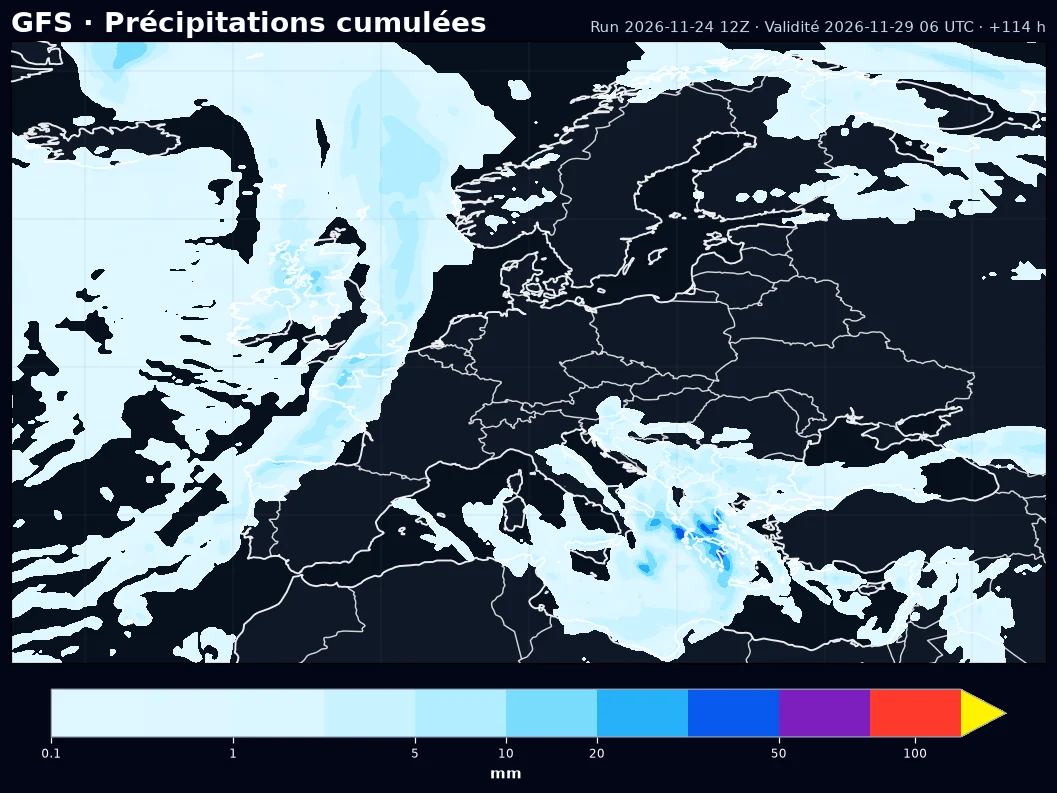 GFS · Précipitations cumulées
Run 2026-11-24 12Z · Validité 2026-11-29 06 UTC · +114 h
0.1 1 5 10 20 50 100
mm